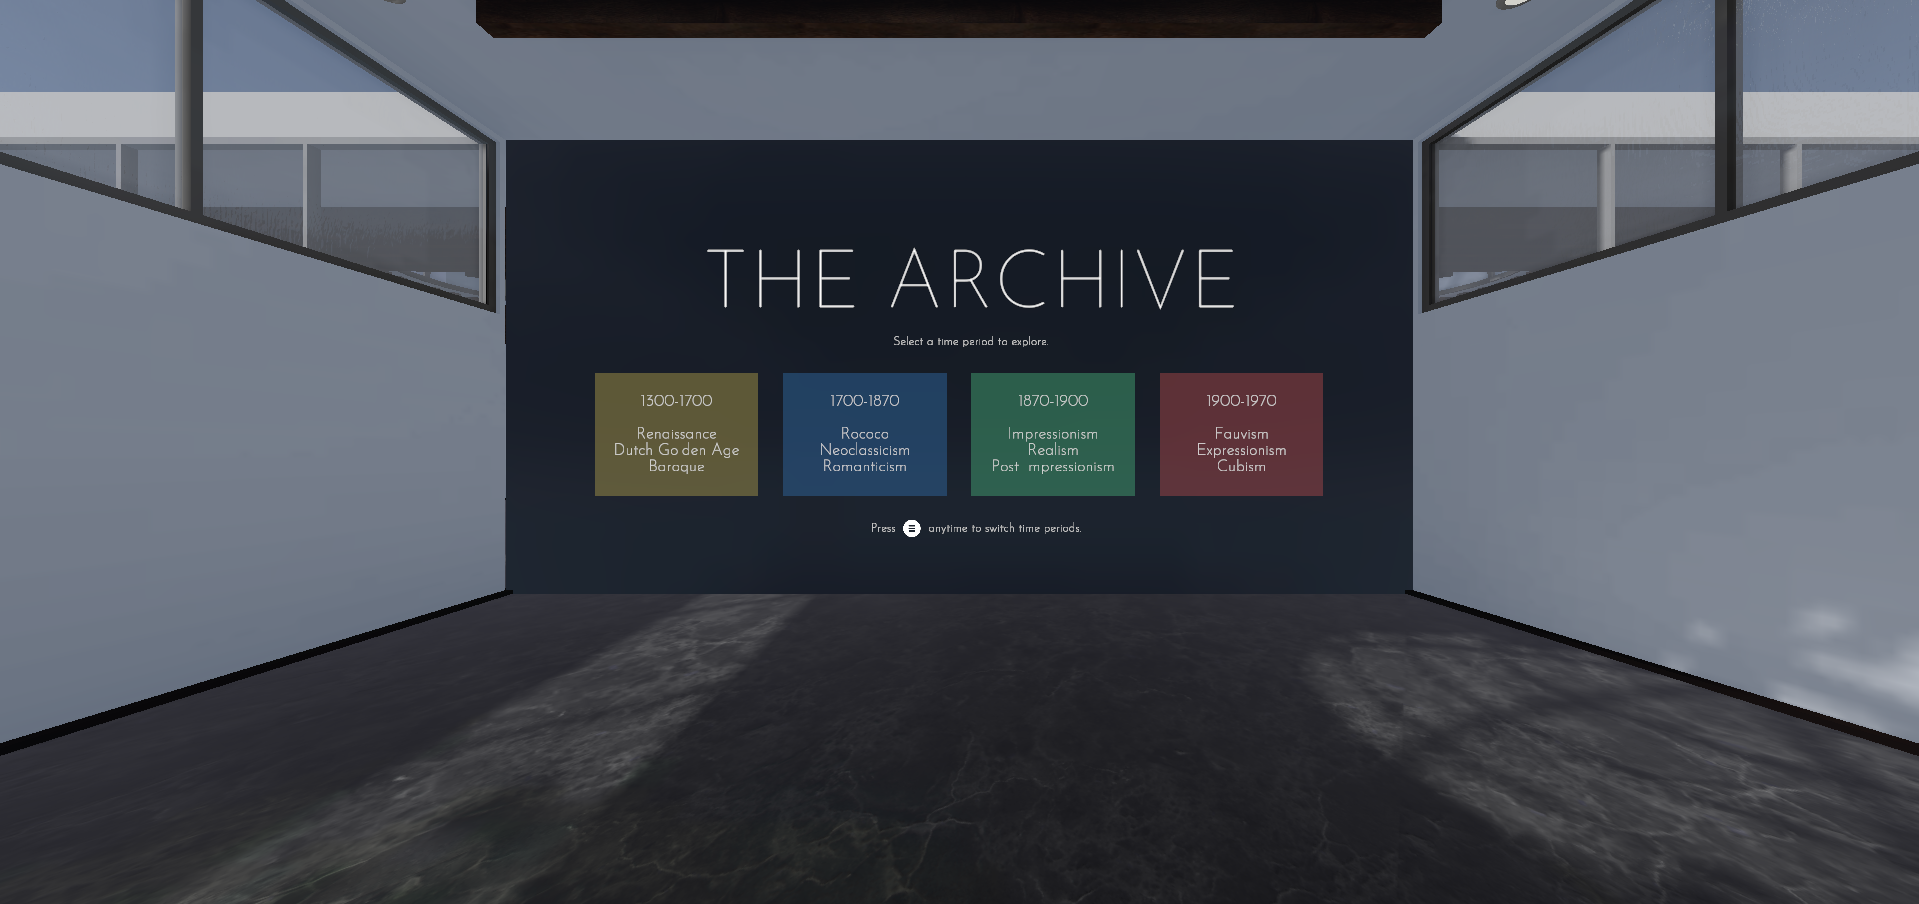 THE ARCHIVE
Select a time period to explore.
1300-1700
Renaissance
Dutch Go den Age
Baroque
1700-1870
Rococo
Neoclassicism
Romanticism
1870-1900
Impressionism
Realism
Post mpressionism
1900-1970
Fauvism
Expressionism
Cubism
Press ☰ anytime to switch time periods.